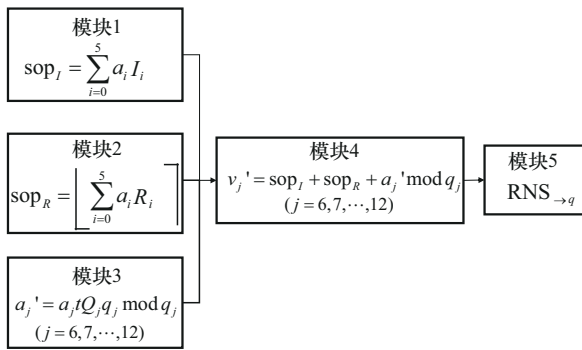 模块1
sop_I = ∑_{i=0}^{5} a_i I_i
模块2
sop_R = ⌊∑_{i=0}^{5} a_i R_i⌉
模块3
a_j' = a_j t Q_j q_j mod q_j
(j = 6,7,⋯,12)
模块4
v_j' = sop_I + sop_R + a_j' mod q_j
(j = 6,7,⋯,12)
模块5
RNS_{→q}